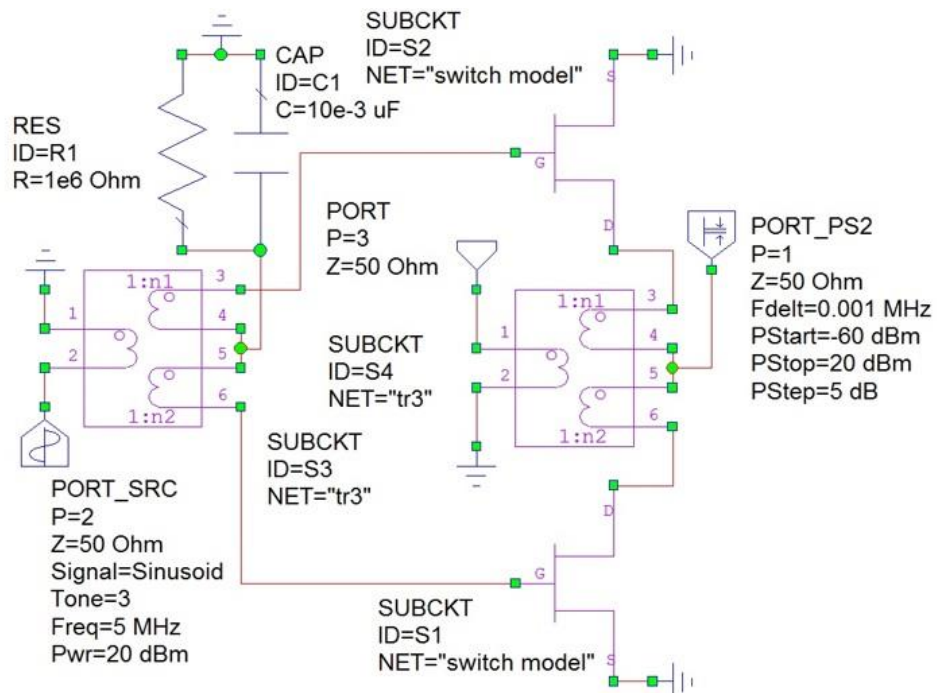 SUBCKT
ID=S2
NET="switch model"
CAP
ID=C1
C=10e-3 uF
RES
ID=R1
R=1e6 Ohm
S
G
D
PORT
P=3
Z=50 Ohm
PORT_PS2
P=1
Z=50 Ohm
Fdelt=0.001 MHz
PStart=-60 dBm
PStop=20 dBm
PStep=5 dB
1:n1
3
1
4
2
5
6
1:n2
1:n1
3
1
4
2
5
6
1:n2
SUBCKT
ID=S4
NET="tr3"
SUBCKT
ID=S3
NET="tr3"
PORT_SRC
P=2
Z=50 Ohm
Signal=Sinusoid
Tone=3
Freq=5 MHz
Pwr=20 dBm
D
G
S
SUBCKT
ID=S1
NET="switch model"